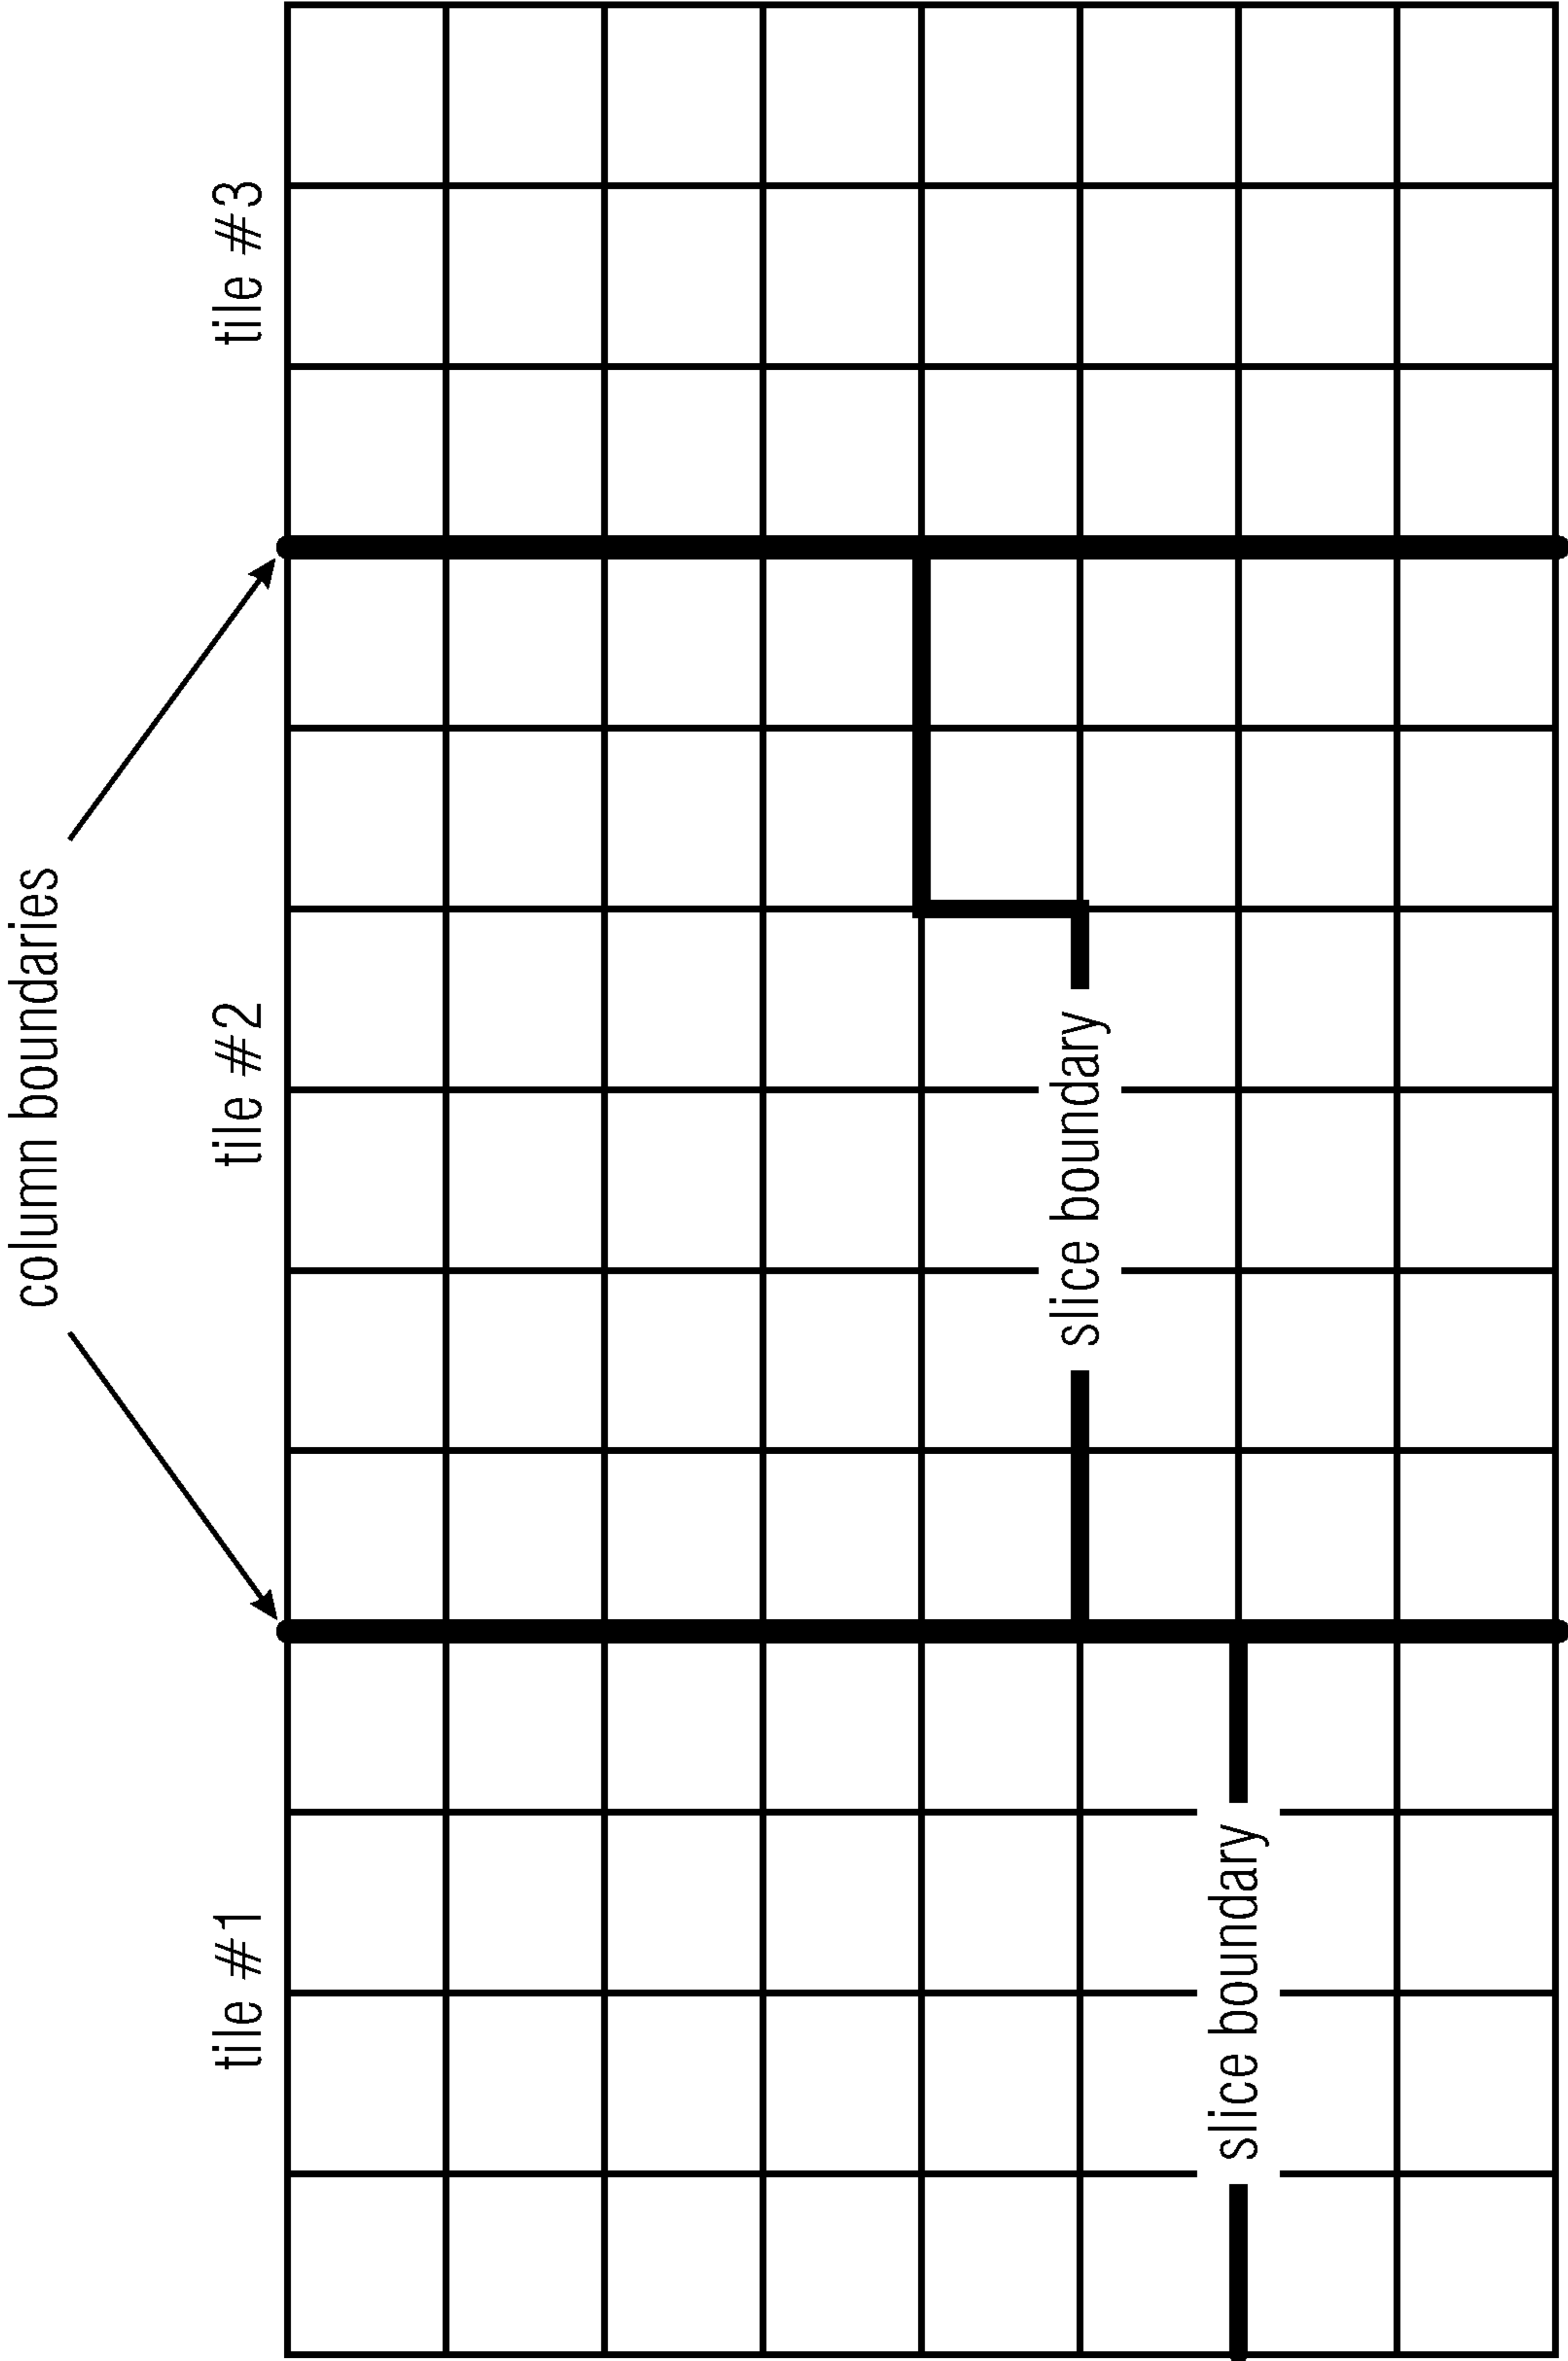 column boundaries
tile #1
tile #2
tile #3
slice boundary
slice boundary